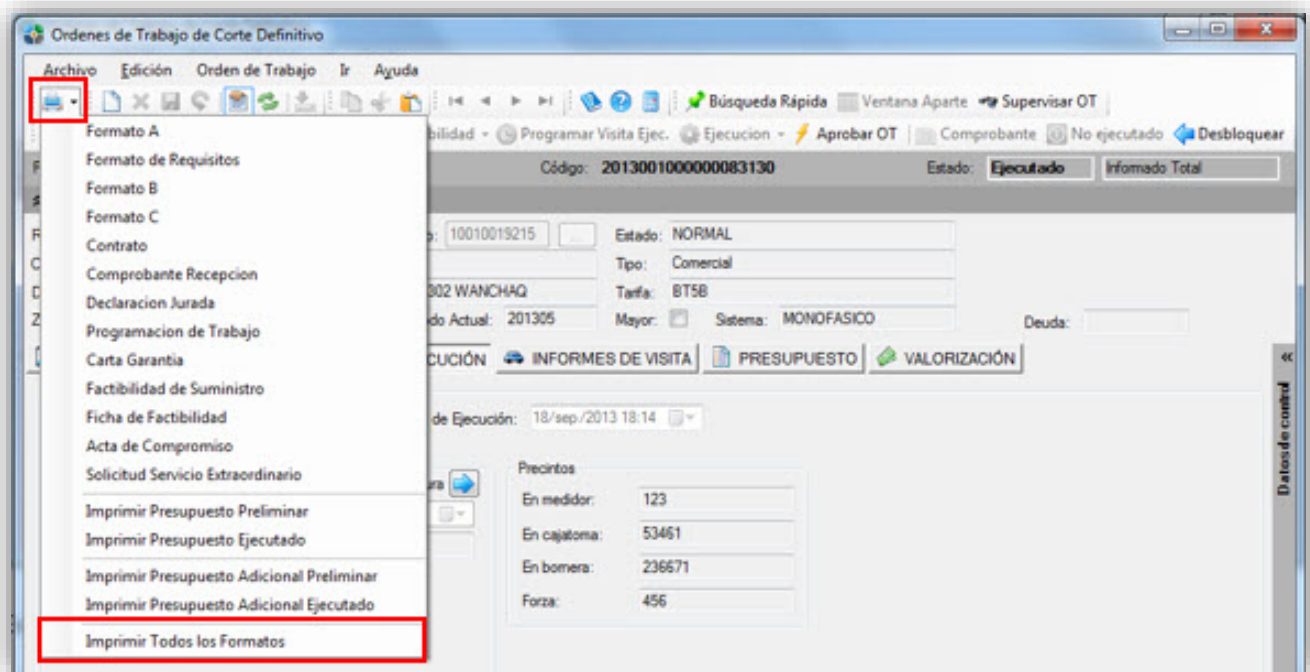 Ordenes de Trabajo de Corte Definitivo
Archivo Edición Orden de Trabajo Ir Ayuda
Búsqueda Rápida Ventana Aparte Supervisar OT
bilidad Programar Visita Ejec. Ejecucion Aprobar OT Comprobante No ejecutado Desbloquear
Código: 2013001000000083130 Estado: Ejecutado Informado Total
10010019215 ... Estado: NORMAL
Tipo: Comercial
302 WANCHAQ Tarifa: BT5B
do Actual: 201305 Mayor: Sistema: MONOFASICO Deuda:
CUCIÓN INFORMES DE VISITA PRESUPUESTO VALORIZACIÓN
de Ejecución: 18/sep./2013 18:14
Datos de control
Precintos
En medidor: 123
En cajatoma: 53461
En bornera: 236671
Forza: 456
ura
Formato A
Formato de Requisitos
Formato B
Formato C
Contrato
Comprobante Recepcion
Declaracion Jurada
Programacion de Trabajo
Carta Garantia
Factibilidad de Suministro
Ficha de Factibilidad
Acta de Compromiso
Solicitud Servicio Extraordinario
Imprimir Presupuesto Preliminar
Imprimir Presupuesto Ejecutado
Imprimir Presupuesto Adicional Preliminar
Imprimir Presupuesto Adicional Ejecutado
Imprimir Todos los Formatos